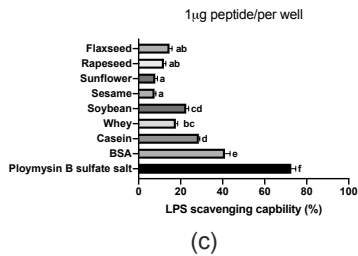 1μg peptide/per well
Flaxseed ab
Rapeseed ab
Sunflower a
Sesame a
Soybean cd
Whey bc
Casein d
BSA e
Ploymysin B sulfate salt f
0 20 40 60 80 100
LPS scavenging capbility (%)
(c)